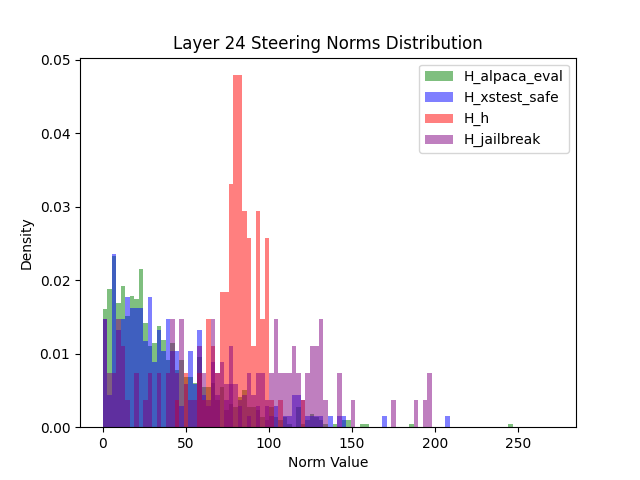 Layer 24 Steering Norms Distribution
0.05
0.04
0.03
0.02
0.01
0.00
Density
H_alpaca_eval
H_xstest_safe
H_h
H_jailbreak
0 50 100 150 200 250
Norm Value